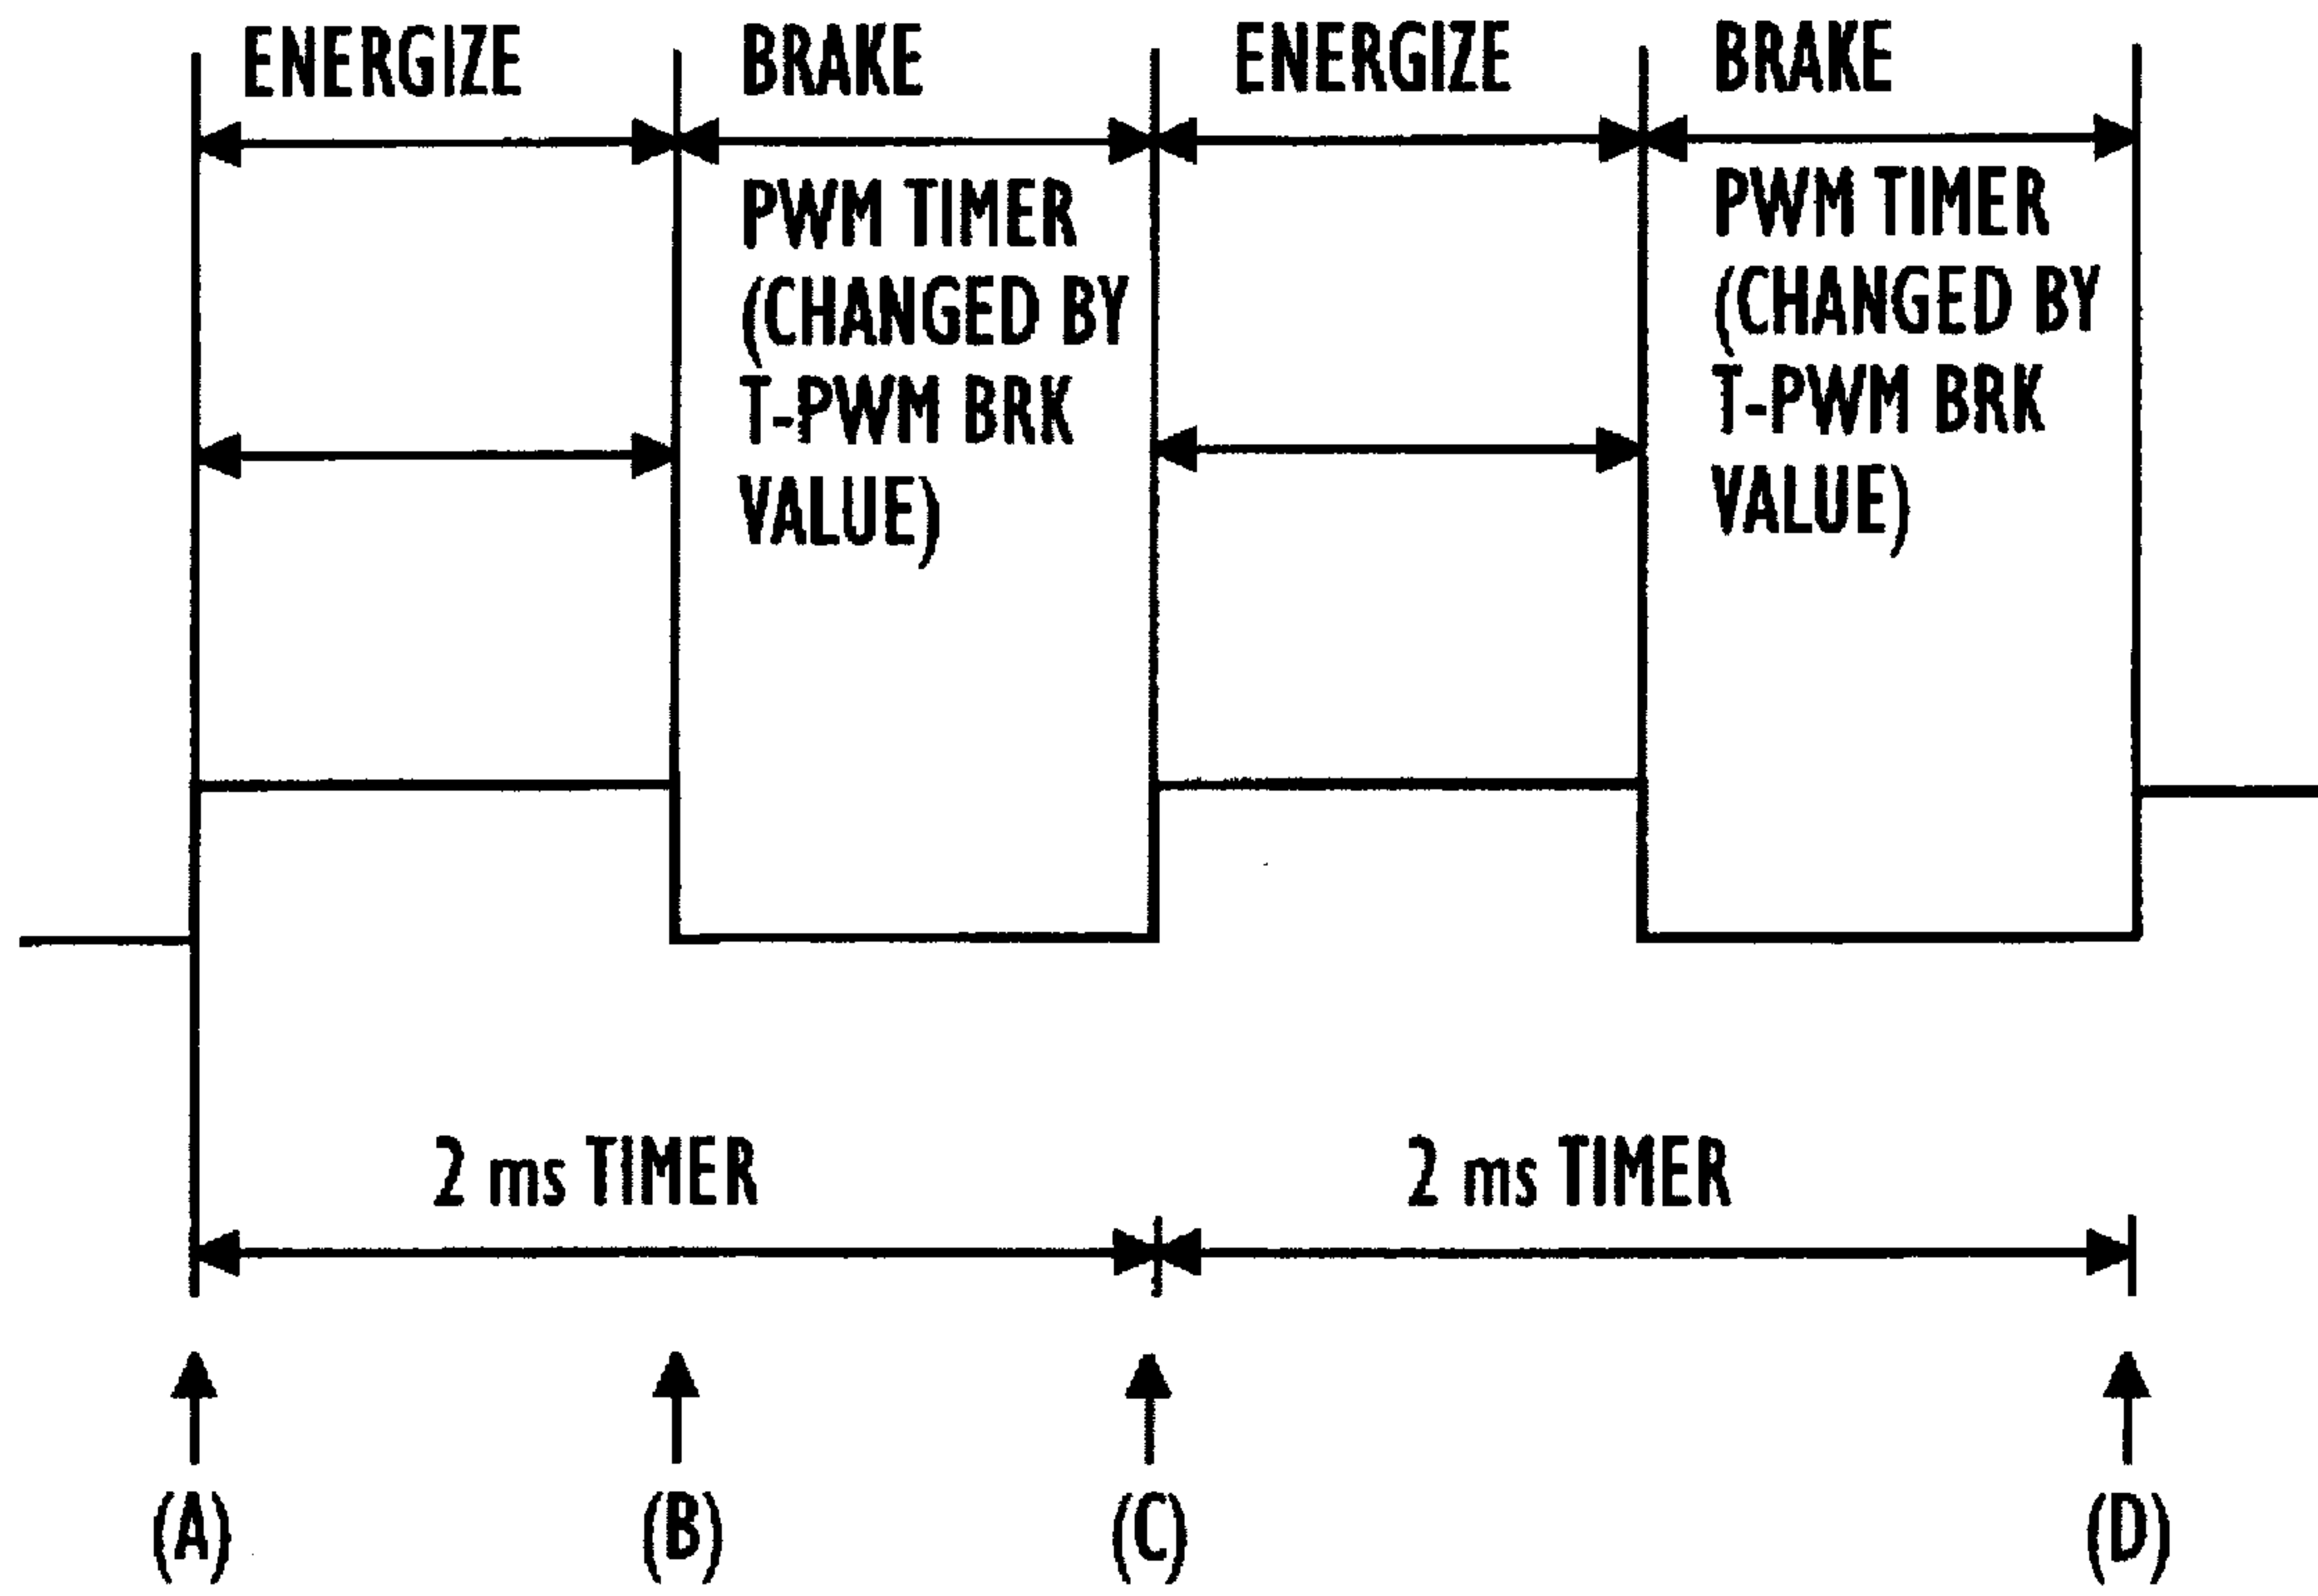 ENERGIZE BRAKE ENERGIZE BRAKE
PWM TIMER
(CHANGED BY
T-PWM BRK
VALUE)
PWM TIMER
(CHANGED BY
T-PWM BRK
VALUE)
2 ms TIMER 2 ms TIMER
(A) (B) (C) (D)